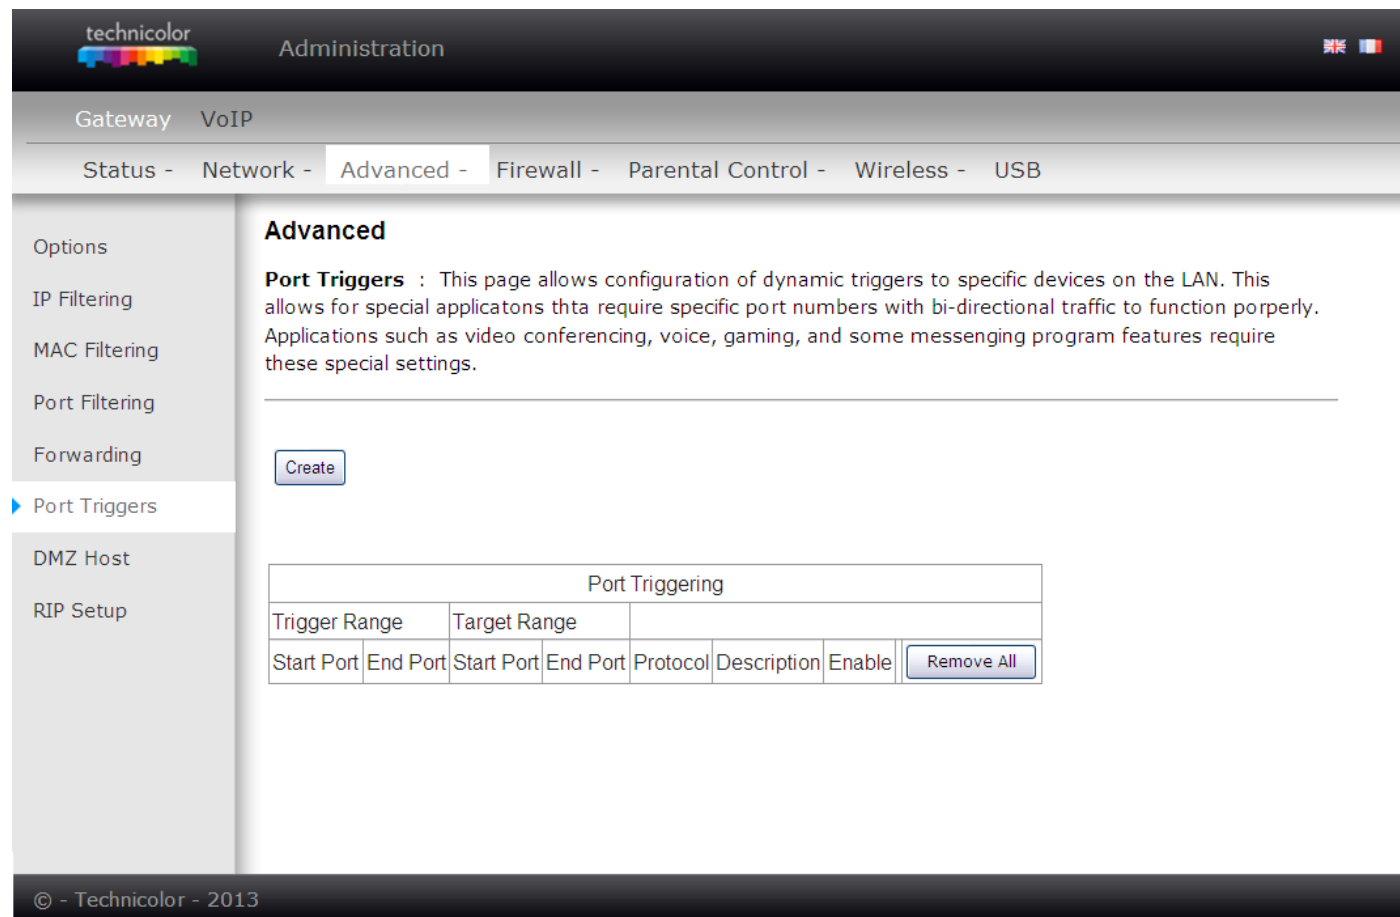 technicolor
Administration
Gateway VoIP
Status - Network - Advanced - Firewall - Parental Control - Wireless - USB
Options
IP Filtering
MAC Filtering
Port Filtering
Forwarding
Port Triggers
DMZ Host
RIP Setup
Advanced
Port Triggers : This page allows configuration of dynamic triggers to specific devices on the LAN. This
allows for special applicatons thta require specific port numbers with bi-directional traffic to function porperly.
Applications such as video conferencing, voice, gaming, and some messenging program features require
these special settings.
Create
Port Triggering
Trigger Range Target Range
Start Port End Port Start Port End Port Protocol Description Enable Remove All
© - Technicolor - 2013